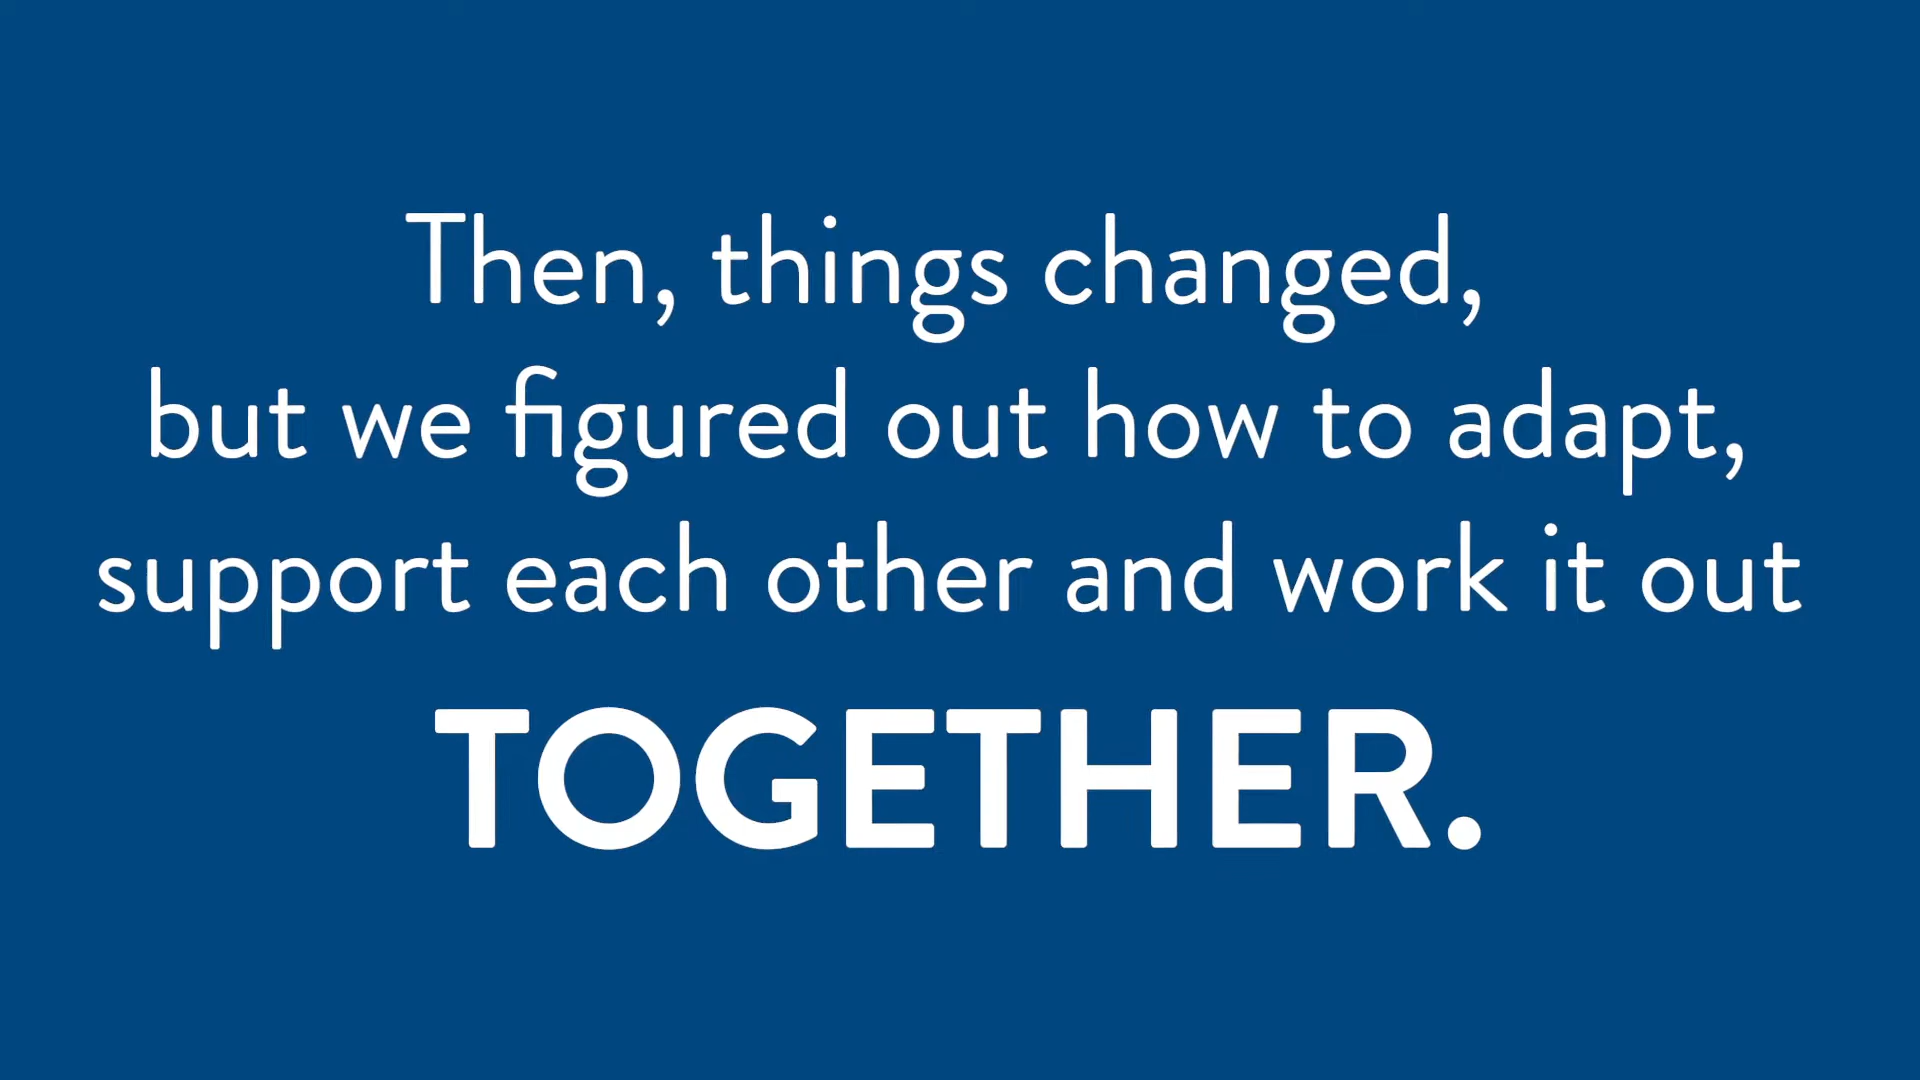 Then, things changed,
but we figured out how to adapt,
support each other and work it out
TOGETHER.